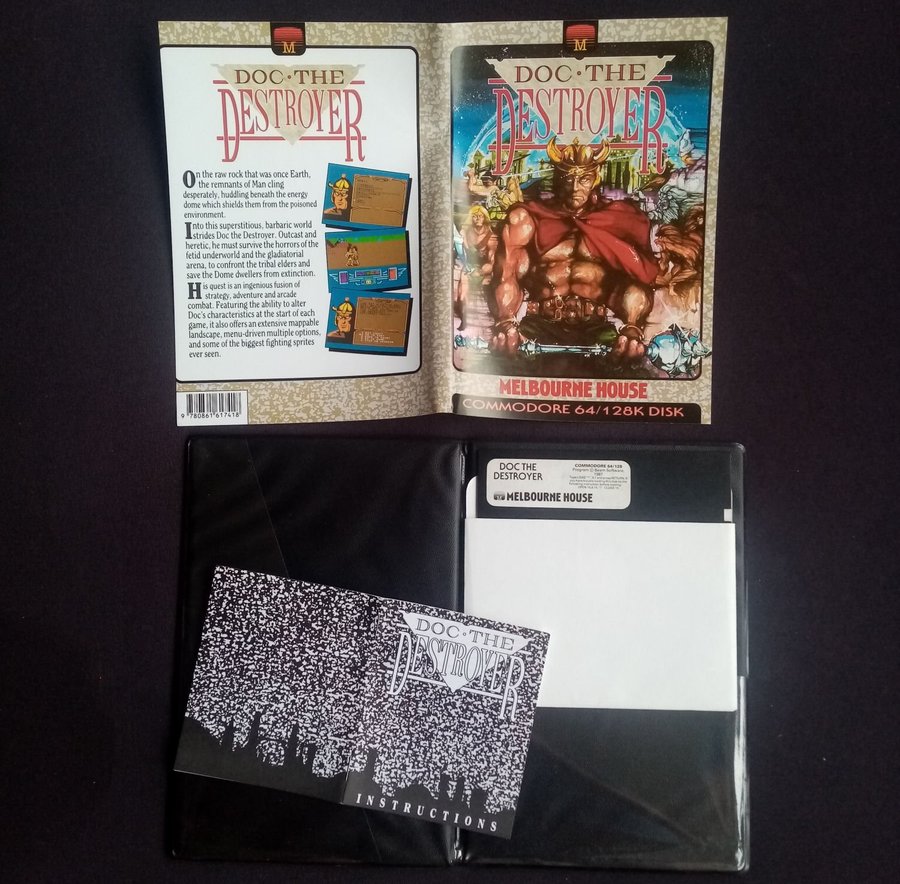 M
DOC · THE
DESTROYER
On the raw rock that was once Earth,
the remnants of Man cling
desperately, huddling beneath the energy
dome which shields them from the poisoned
environment.
Into this superstitious, barbaric world
strides Doc the Destroyer. Outcast and
heretic, he must survive the horrors of the
fetid underworld and the gladiatorial
arena, to confront the tribal elders and
save the Dome dwellers from extinction.
His quest is an ingenious fusion of
strategy, adventure and arcade
combat. Featuring the ability to alter
Doc's characteristics at the start of each
game, it also offers an extensive mappable
landscape, menu-driven multiple options,
and some of the biggest fighting sprites
ever seen.
9 780861 617418
M
DOC · THE
DESTROYER
MELBOURNE HOUSE
COMMODORE 64/128K DISK
DOC THE
DESTROYER
COMMODORE 64/128
Program © Beam Software
1987
MELBOURNE HOUSE
DOC · THE
DESTROYER
INSTRUCTIONS